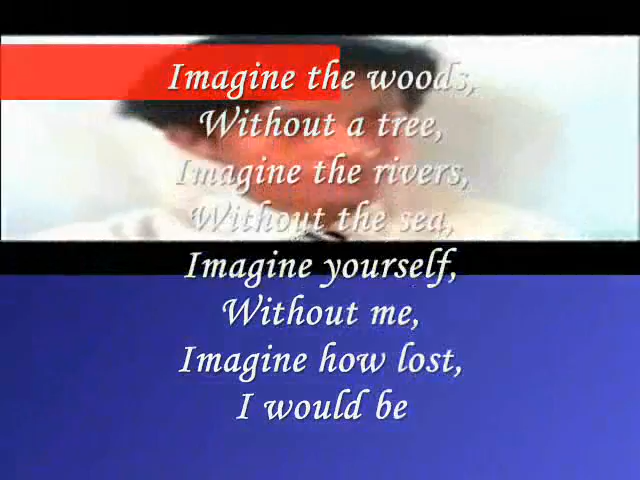 Imagine the woods,
Without a tree,
Imagine the rivers,
Without the sea,
Imagine yourself,
Without me,
Imagine how lost,
I would be